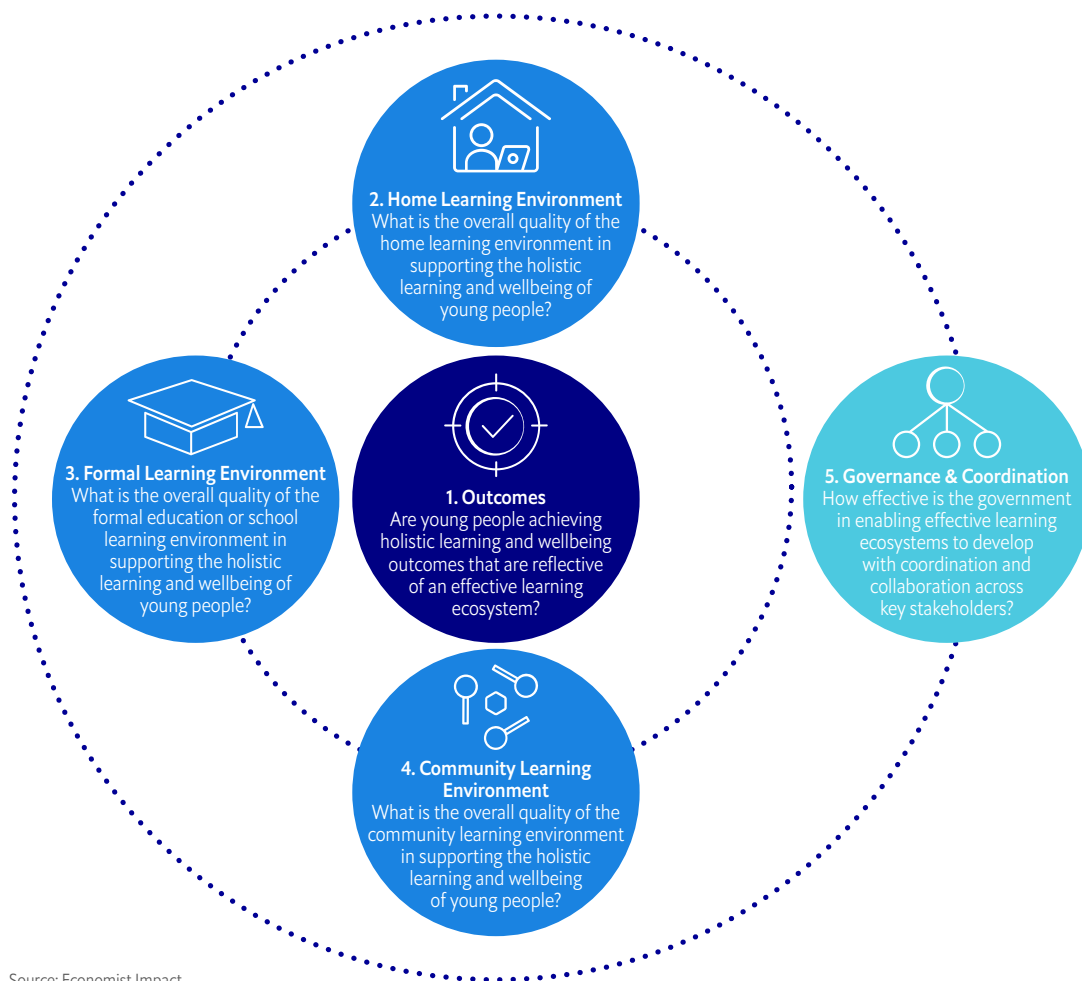 2. Home Learning Environment
What is the overall quality of the
home learning environment in
supporting the holistic
learning and wellbeing of
young people?
3. Formal Learning Environment
What is the overall quality of the
formal education or school
learning environment in
supporting the holistic
learning and wellbeing of
young people?
1. Outcomes
Are young people achieving
holistic learning and wellbeing
outcomes that are reflective
of an effective learning
ecosystem?
5. Governance & Coordination
How effective is the government
in enabling effective learning
ecosystems to develop
with coordination and
collaboration across
key stakeholders?
4. Community Learning
Environment
What is the overall quality of the
community learning environment
in supporting the holistic
learning and wellbeing
of young people?
Source: Economist Impact